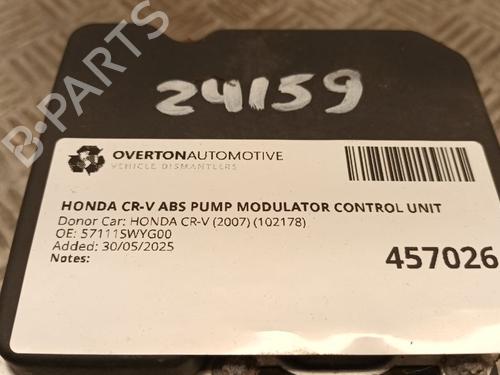 24159
B-PARTS
OVERTONAUTOMOTIVE
VEHICLE DISMANTLERS
HONDA CR-V ABS PUMP MODULATOR CONTROL UNIT
Donor Car: HONDA CR-V (2007) (102178)
OE: 57111SWYG00
Added: 30/05/2025
Notes:
457026